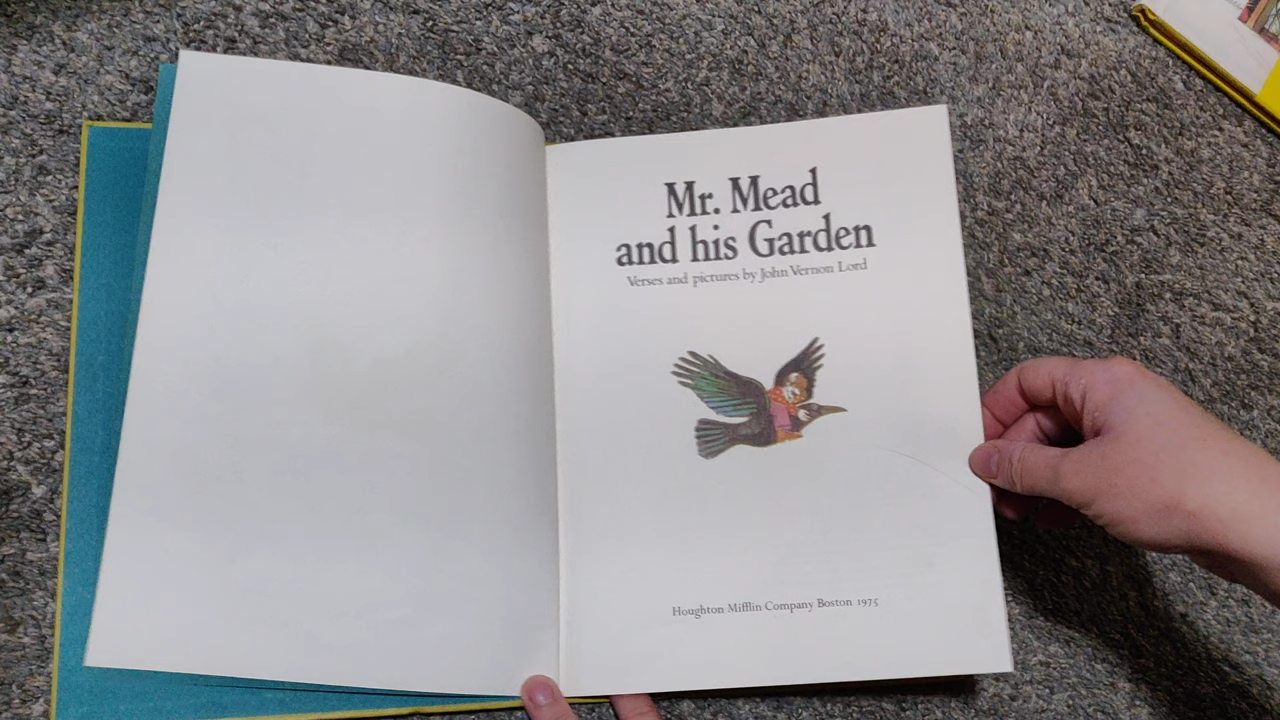 Mr. Mead
and his Garden
Verses and pictures by John Vernon Lord
Houghton Mifflin Company Boston 1975